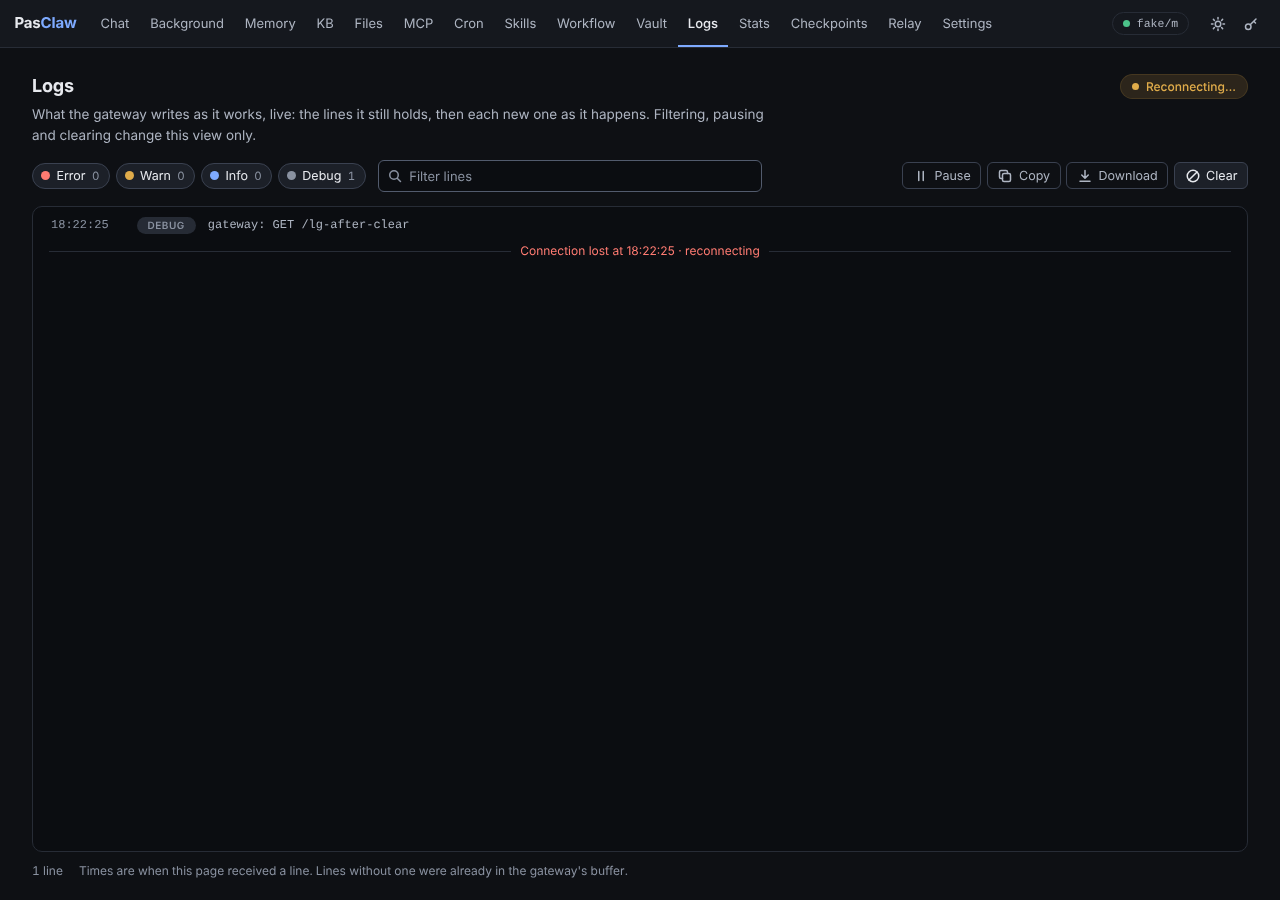 PasClaw Chat Background Memory KB Files MCP Cron Skills Workflow Vault Logs Stats Checkpoints Relay Settings fake/m
Logs
Reconnecting...
What the gateway writes as it works, live: the lines it still holds, then each new one as it happens. Filtering, pausing
and clearing change this view only.
Error 0 Warn 0 Info 0 Debug 1 Filter lines Pause Copy Download Clear
18:22:25 DEBUG gateway: GET /lg-after-clear
Connection lost at 18:22:25 · reconnecting
1 line Times are when this page received a line. Lines without one were already in the gateway's buffer.